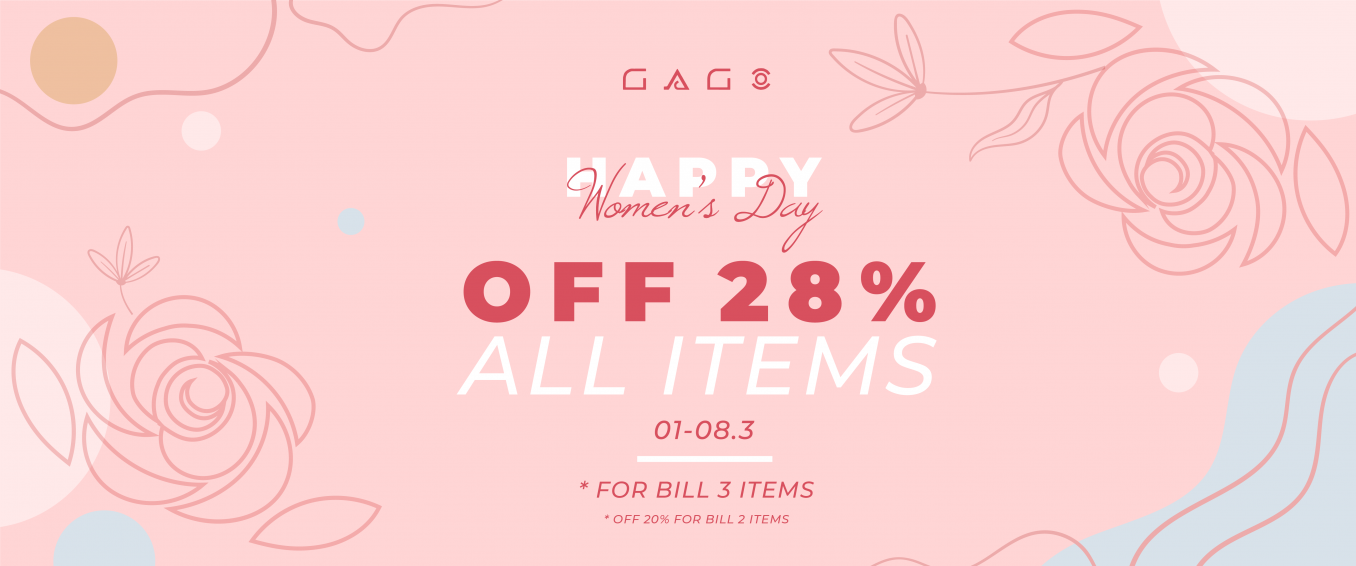 GAGO
HAPPY
Women's Day
OFF 28%
ALL ITEMS
01-08.3
* FOR BILL 3 ITEMS
* OFF 20% FOR BILL 2 ITEMS